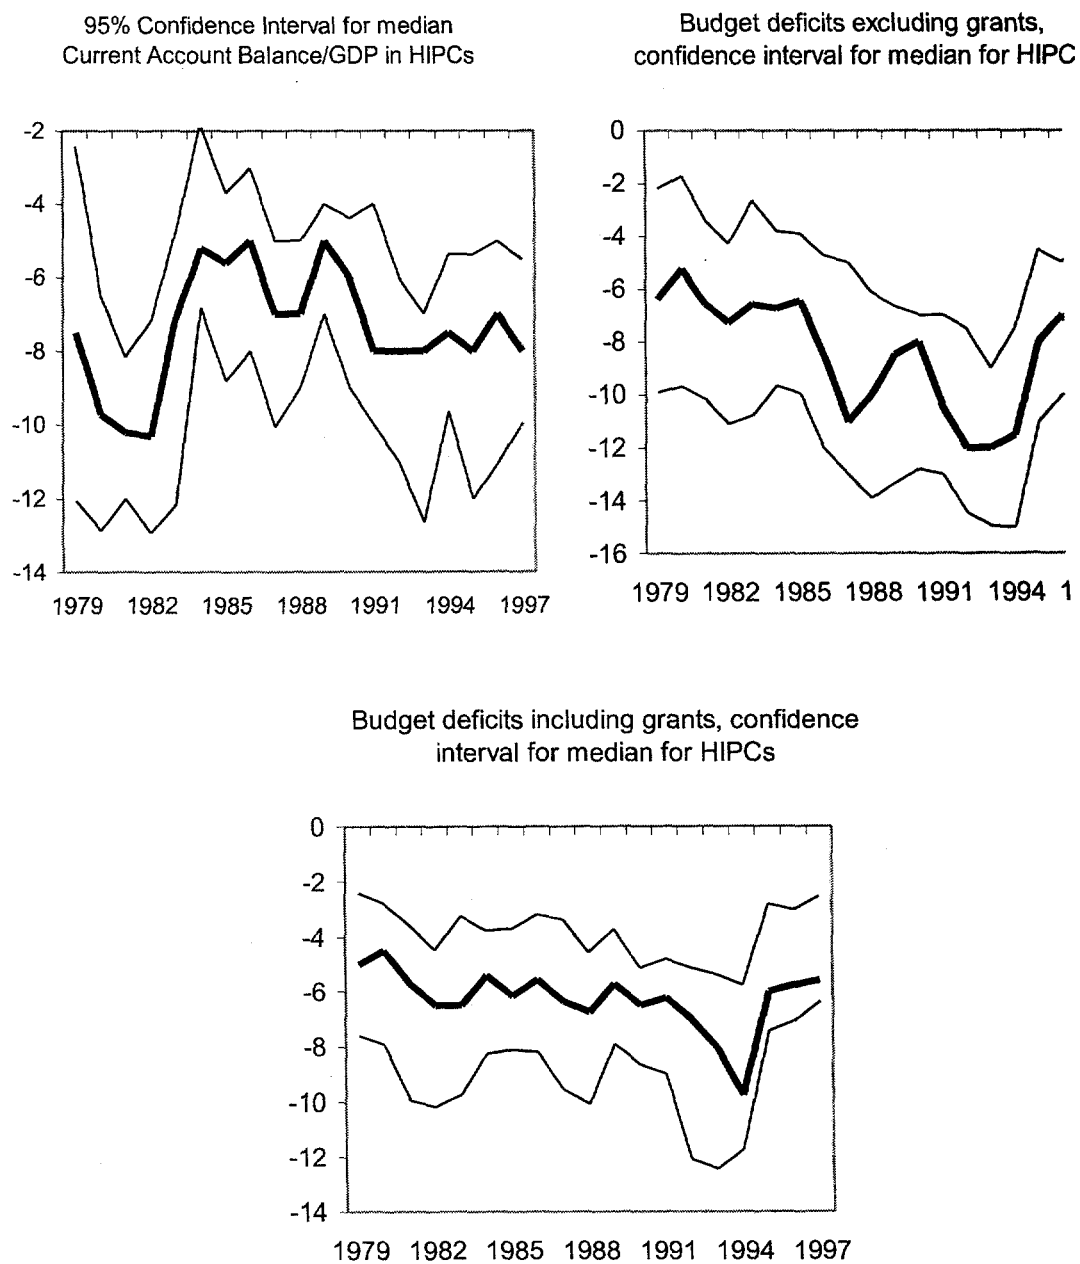 95% Confidence Interval for median
Current Account Balance/GDP in HIPCs
-2
-4
-6
-8
-10
-12
-14
1979 1982 1985 1988 1991 1994 1997
Budget deficits excluding grants,
confidence interval for median for HIPC
0
-2
-4
-6
-8
-10
-12
-14
-16
1979 1982 1985 1988 1991 1994 1
Budget deficits including grants, confidence
interval for median for HIPCs
0
-2
-4
-6
-8
-10
-12
-14
1979 1982 1985 1988 1991 1994 1997